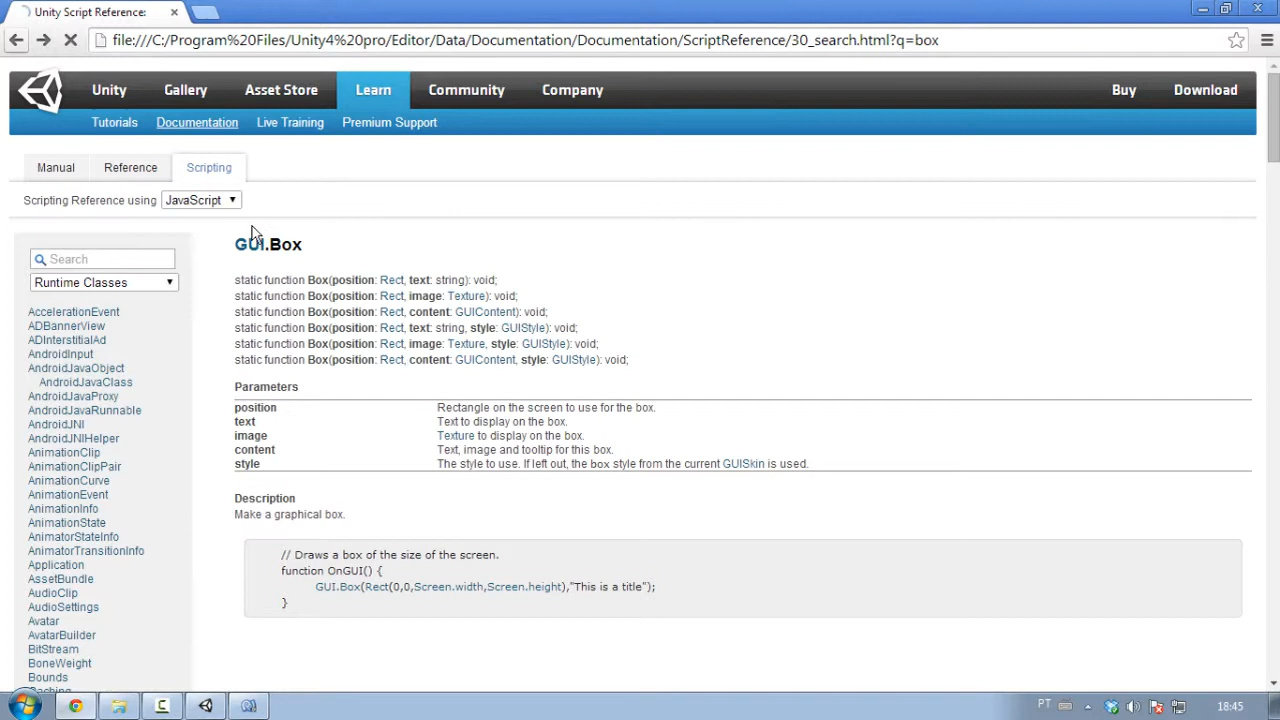 Unity Script Reference:
file:///C:/Program%20Files/Unity4%20pro/Editor/Data/Documentation/Documentation/ScriptReference/30_search.html?q=box
Unity Gallery Asset Store Learn Community Company Buy Download
Tutorials Documentation Live Training Premium Support
Manual Reference Scripting
Scripting Reference using JavaScript
Search
Runtime Classes
AccelerationEvent
ADBannerView
ADInterstitialAd
AndroidInput
AndroidJavaObject
AndroidJavaClass
AndroidJavaProxy
AndroidJavaRunnable
AndroidJNI
AndroidJNIHelper
AnimationClip
AnimationClipPair
AnimationCurve
AnimationEvent
AnimationInfo
AnimationState
AnimatorStateInfo
AnimatorTransitionInfo
Application
AssetBundle
AudioClip
AudioSettings
Avatar
AvatarBuilder
BitStream
BoneWeight
Bounds
Caching
GUI.Box
static function Box(position: Rect, text: string): void;
static function Box(position: Rect, image: Texture): void;
static function Box(position: Rect, content: GUIContent): void;
static function Box(position: Rect, text: string, style: GUIStyle): void;
static function Box(position: Rect, image: Texture, style: GUIStyle): void;
static function Box(position: Rect, content: GUIContent, style: GUIStyle): void;
Parameters
position Rectangle on the screen to use for the box.
text Text to display on the box.
image Texture to display on the box.
content Text, image and tooltip for this box.
style The style to use. If left out, the box style from the current GUISkin is used.
Description
Make a graphical box.
// Draws a box of the size of the screen.
function OnGUI() {
GUI.Box(Rect(0,0,Screen.width,Screen.height),"This is a title");
}
PT 18:45